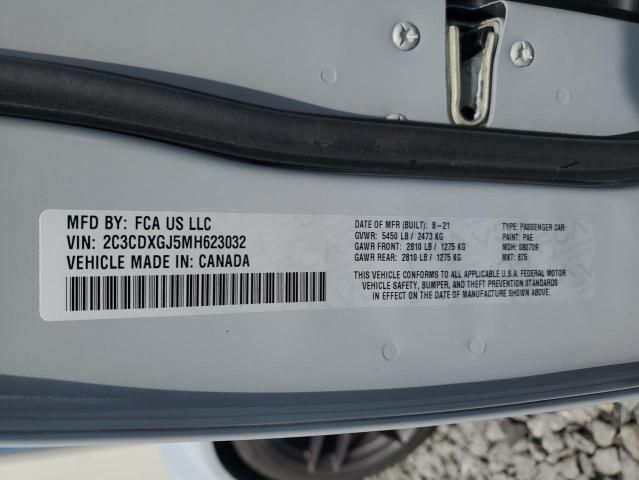 MFD BY: FCA US LLC
VIN: 2C3CDXGJ5MH623032
VEHICLE MADE IN: CANADA
DATE OF MFR (BUILT): 8-21
GVWR: 5450 LB / 2473 KG
GAWR FRONT: 2810 LB / 1275 KG
GAWR REAR: 2810 LB / 1275 KG
TYPE: PASSENGER CAR
PAINT: PAE
MDH: 080709
MKT: 875
THIS VEHICLE CONFORMS TO ALL APPLICABLE U.S.A. FEDERAL MOTOR
VEHICLE SAFETY, BUMPER, AND THEFT PREVENTION STANDARDS
IN EFFECT ON THE DATE OF MANUFACTURE SHOWN ABOVE.